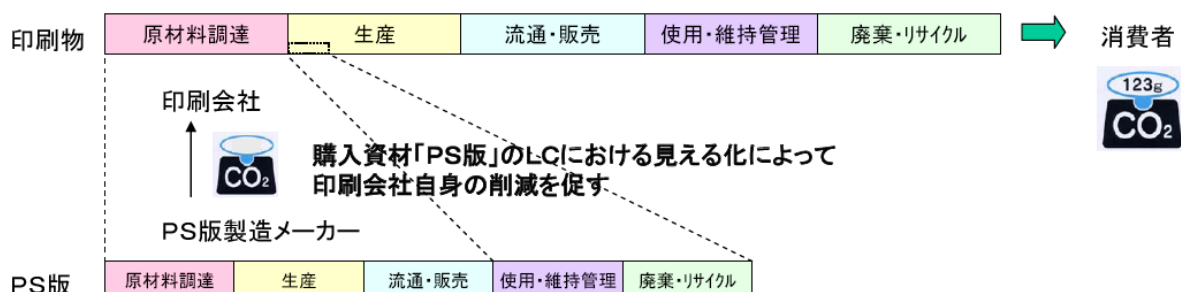 印刷物
原材料調達
生産
流通・販売
使用・維持管理
廃棄・リサイクル
消費者
123g
CO2
印刷会社
CO2
購入資材「PS版」のLCにおける見える化によって
印刷会社自身の削減を促す
PS版製造メーカー
PS版
原材料調達
生産
流通・販売
使用・維持管理
廃棄・リサイクル